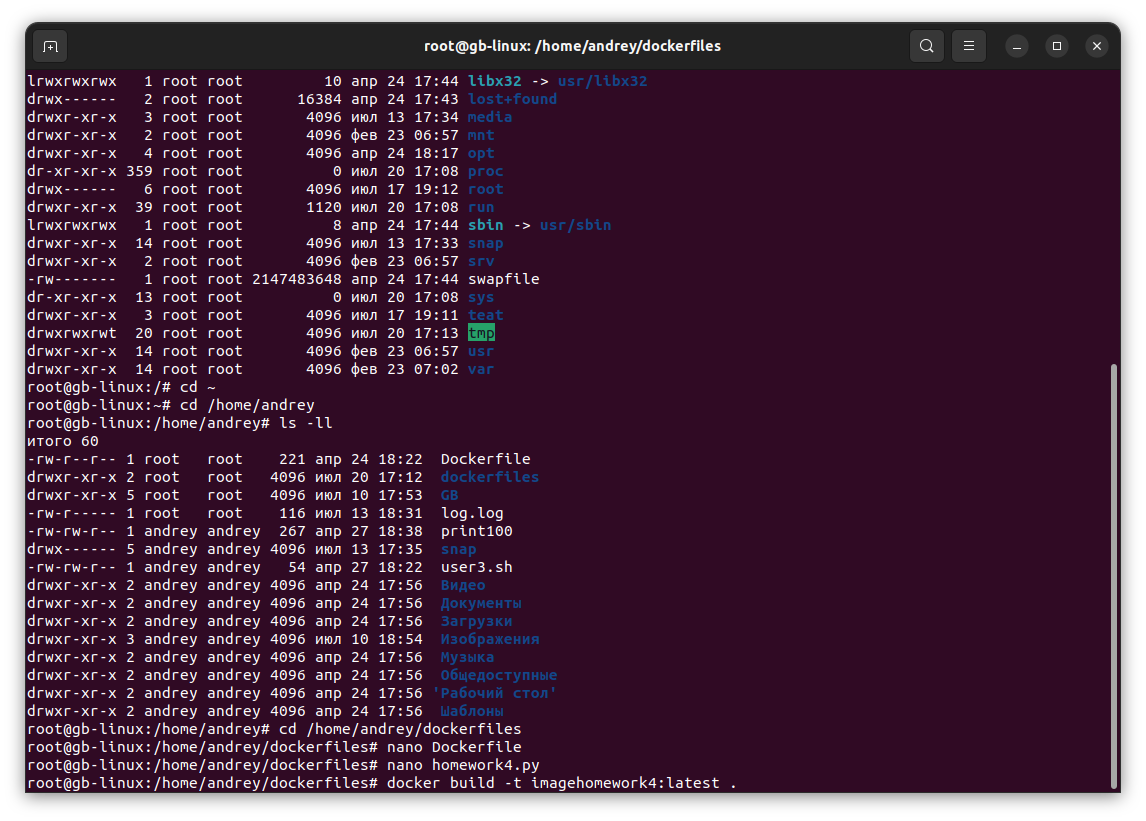 root@gb-linux: /home/andrey/dockerfiles
lrwxrwxrwx   1 root root         10 апр 24 17:44 libx32 -> usr/libx32
drwx------   2 root root      16384 апр 24 17:43 lost+found
drwxr-xr-x   3 root root       4096 июл 13 17:34 media
drwxr-xr-x   2 root root       4096 фев 23 06:57 mnt
drwxr-xr-x   4 root root       4096 апр 24 18:17 opt
dr-xr-xr-x 359 root root          0 июл 20 17:08 proc
drwx------   6 root root       4096 июл 17 19:12 root
drwxr-xr-x  39 root root       1120 июл 20 17:08 run
lrwxrwxrwx   1 root root          8 апр 24 17:44 sbin -> usr/sbin
drwxr-xr-x  14 root root       4096 июл 13 17:33 snap
drwxr-xr-x   2 root root       4096 фев 23 06:57 srv
-rw-------   1 root root 2147483648 апр 24 17:44 swapfile
dr-xr-xr-x  13 root root          0 июл 20 17:08 sys
drwxr-xr-x   3 root root       4096 июл 17 19:11 teat
drwxrwxrwt  20 root root       4096 июл 20 17:13 tmp
drwxr-xr-x  14 root root       4096 фев 23 06:57 usr
drwxr-xr-x  14 root root       4096 фев 23 07:02 var
root@gb-linux:/# cd ~
root@gb-linux:~# cd /home/andrey
root@gb-linux:/home/andrey# ls -ll
итого 60
-rw-r--r-- 1 root   root    221 апр 24 18:22  Dockerfile
drwxr-xr-x 2 root   root   4096 июл 20 17:12  dockerfiles
drwxr-xr-x 5 root   root   4096 июл 10 17:53  GB
-rw-r----- 1 root   root    116 июл 13 18:31  log.log
-rw-rw-r-- 1 andrey andrey  267 апр 27 18:38  print100
drwx------ 5 andrey andrey 4096 июл 13 17:35  snap
-rw-rw-r-- 1 andrey andrey   54 апр 27 18:22  user3.sh
drwxr-xr-x 2 andrey andrey 4096 апр 24 17:56  Видео
drwxr-xr-x 2 andrey andrey 4096 апр 24 17:56  Документы
drwxr-xr-x 2 andrey andrey 4096 апр 24 17:56  Загрузки
drwxr-xr-x 3 andrey andrey 4096 июл 10 18:54  Изображения
drwxr-xr-x 2 andrey andrey 4096 апр 24 17:56  Музыка
drwxr-xr-x 2 andrey andrey 4096 апр 24 17:56  Общедоступные
drwxr-xr-x 2 andrey andrey 4096 апр 24 17:56 'Рабочий стол'
drwxr-xr-x 2 andrey andrey 4096 апр 24 17:56  Шаблоны
root@gb-linux:/home/andrey# cd /home/andrey/dockerfiles
root@gb-linux:/home/andrey/dockerfiles# nano Dockerfile
root@gb-linux:/home/andrey/dockerfiles# nano homework4.py
root@gb-linux:/home/andrey/dockerfiles# docker build -t imagehomework4:latest .